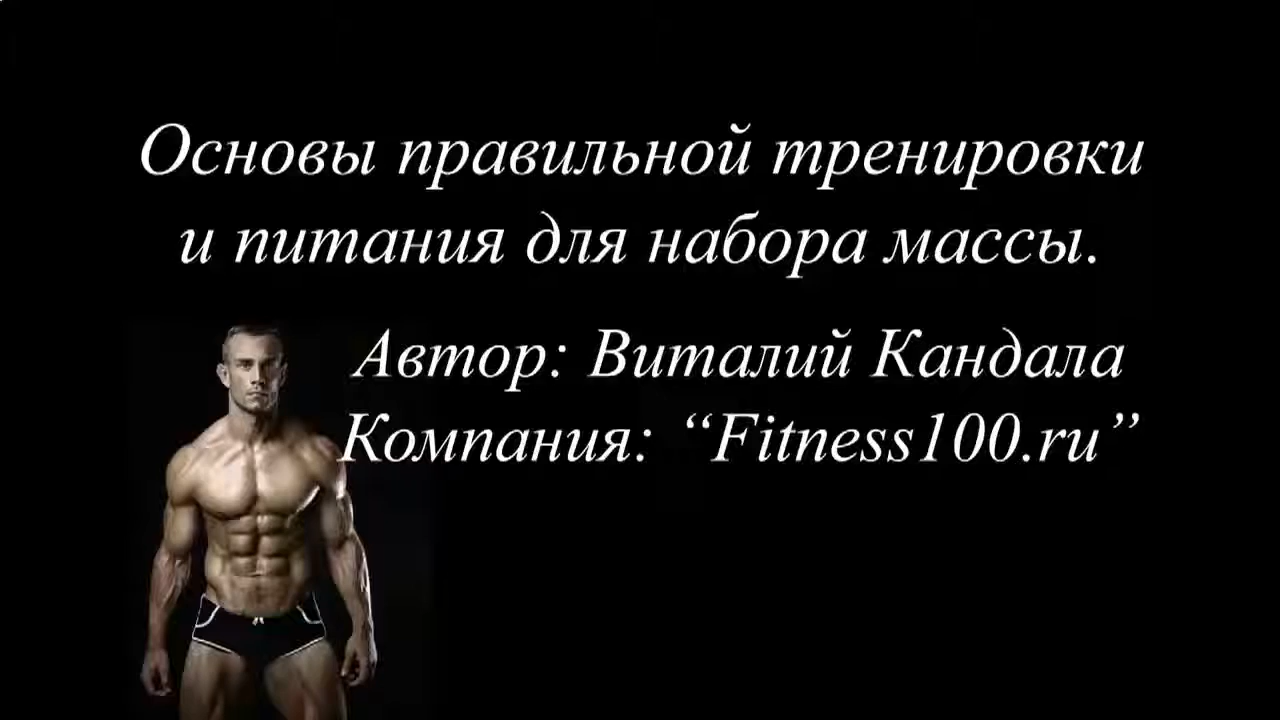 Основы правильной тренировки
и питания для набора массы.
Автор: Виталий Кандала
Компания: “Fitness100.ru”